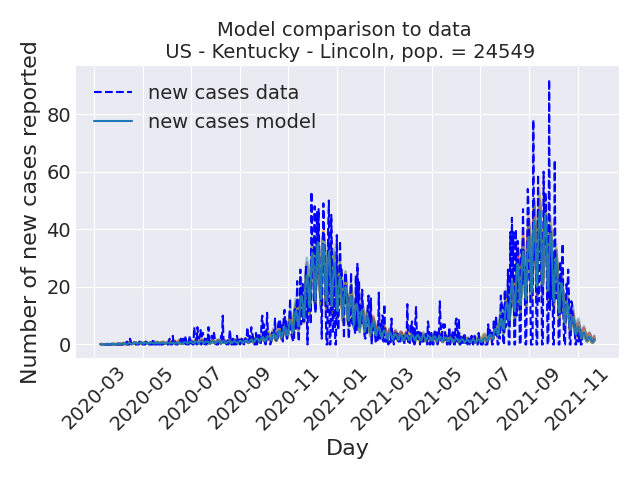 Model comparison to data
US - Kentucky - Lincoln, pop. = 24549
Number of new cases reported
80
60
40
20
0
new cases data
new cases model
2020-03
2020-05
2020-07
2020-09
2020-11
2021-01
2021-03
2021-05
2021-07
2021-09
2021-11
Day